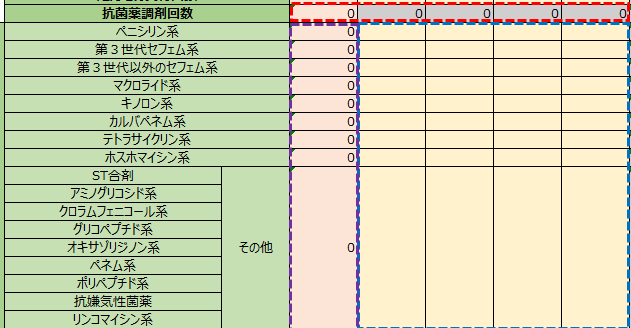 抗菌薬調剤回数 0 0 0 0 0
ペニシリン系 0
第３世代セフェム系 0
第３世代以外のセフェム系 0
マクロライド系 0
キノロン系 0
カルバペネム系 0
テトラサイクリン系 0
ホスホマイシン系 0
ST合剤
アミノグリコシド系
クロラムフェニコール系
グリコペプチド系
オキサゾリジノン系 その他 0
ペネム系
ポリペプチド系
抗嫌気性菌薬
リンコマイシン系